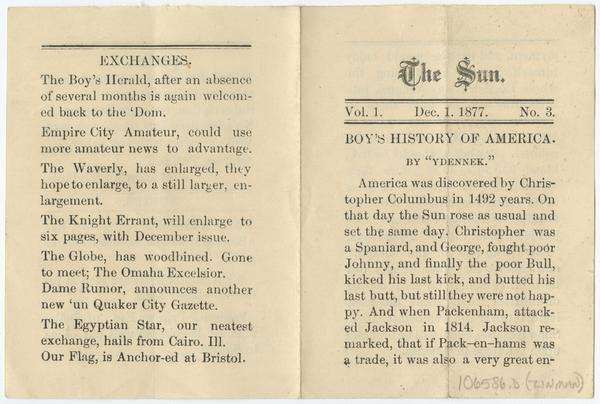 EXCHANGES.
The Boy's Herald, after an absence
of several months is again welcom-
ed back to the 'Dom.
Empire City Amateur, could use
more amateur news to advantage.
The Waverly, has enlarged, they
hope to enlarge, to a still larger, en-
largement.
The Knight Errant, will enlarge to
six pages, with December issue.
The Globe, has woodbined. Gone
to meet; The Omaha Excelsior.
Dame Rumor, announces another
new 'un Quaker City Gazette.
The Egyptian Star, our neatest
exchange, hails from Cairo. Ill.
Our Flag, is Anchor-ed at Bristol.
The Sun.
Vol. 1. Dec. 1. 1877. No. 3.
BOY'S HISTORY OF AMERICA.
BY "YDENNEK."
America was discovered by Chris-
topher Columbus in 1492 years. On
that day the Sun rose as usual and
set the same day. Christopher was
a Spaniard, and George, fought poor
Johnny, and finally the poor Bull,
kicked his last kick, and butted his
last butt, but still they were not hap-
py. And when Packenham, attack-
ed Jackson in 1814. Jackson re-
marked, that if Pack-en-hams was
a trade, it was also a very great en-
106586.D (ZINMAN)